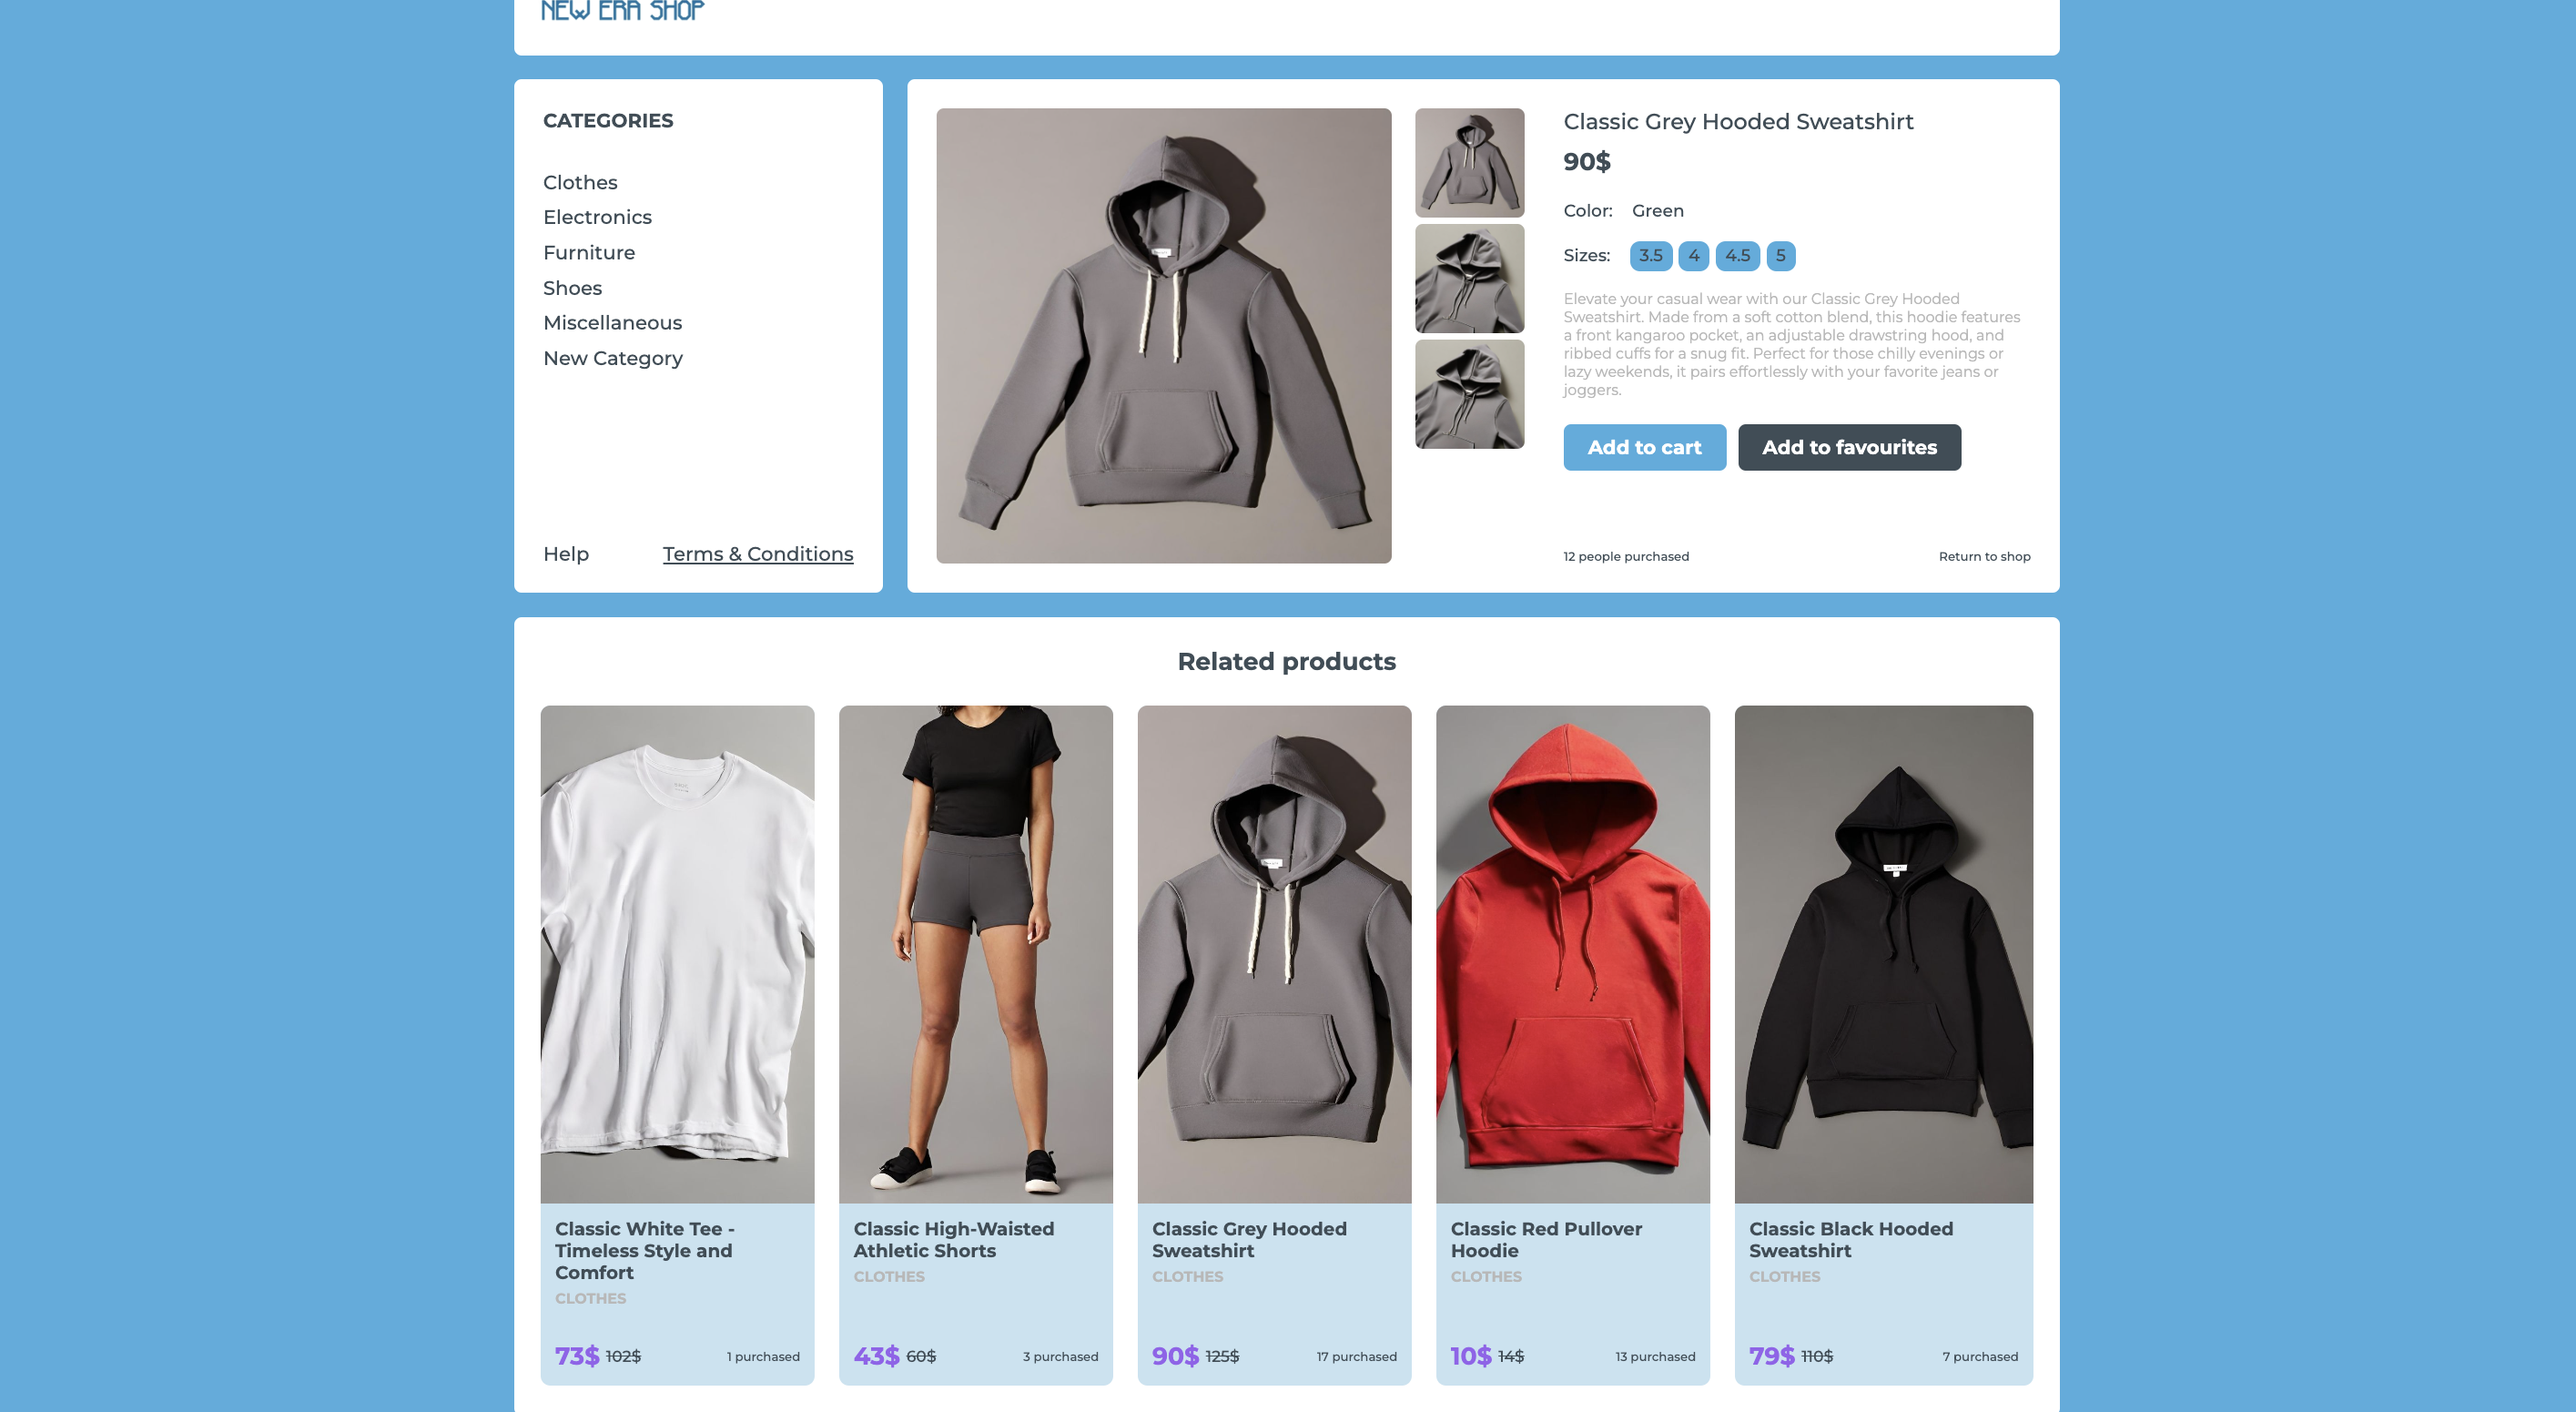 NEW ERA SHOP
CATEGORIES
Clothes
Electronics
Furniture
Shoes
Miscellaneous
New Category
Help
Terms & Conditions
Classic Grey Hooded Sweatshirt
90$
Color: Green
Sizes: 3.5 4 4.5 5
Elevate your casual wear with our Classic Grey Hooded
Sweatshirt. Made from a soft cotton blend, this hoodie features
a front kangaroo pocket, an adjustable drawstring hood, and
ribbed cuffs for a snug fit. Perfect for those chilly evenings or
lazy weekends, it pairs effortlessly with your favorite jeans or
joggers.
Add to cart
Add to favourites
12 people purchased
Return to shop
Related products
Classic White Tee -
Timeless Style and
Comfort
CLOTHES
73$ 102$
1 purchased
Classic High-Waisted
Athletic Shorts
CLOTHES
43$ 60$
3 purchased
Classic Grey Hooded
Sweatshirt
CLOTHES
90$ 125$
17 purchased
Classic Red Pullover
Hoodie
CLOTHES
10$ 14$
13 purchased
Classic Black Hooded
Sweatshirt
CLOTHES
79$ 110$
7 purchased